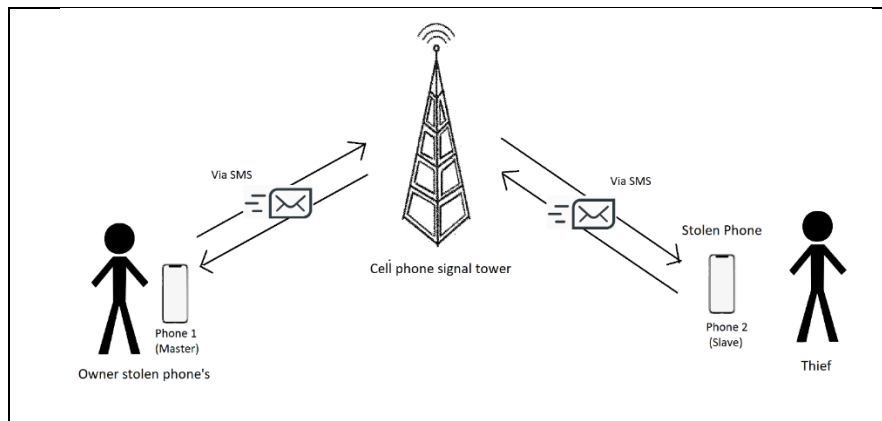 Via SMS
Via SMS
Stolen Phone
Cell phone signal tower
Phone 1
(Master)
Phone 2
(Slave)
Owner stolen phone's
Thief